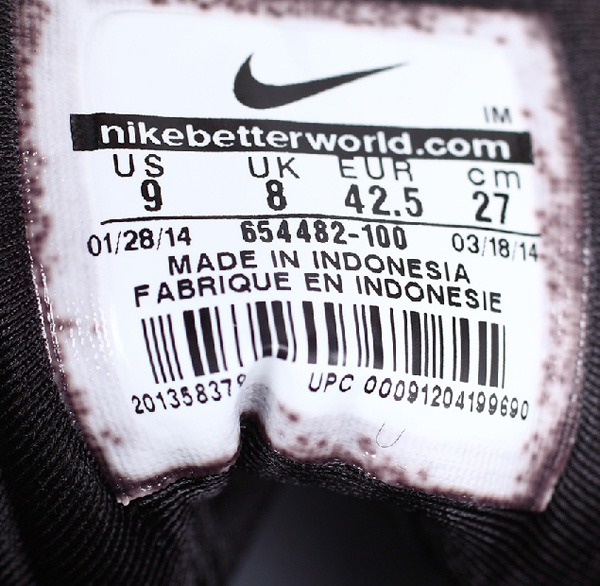 IM
nikebetterworld.com
US UK EUR cm
9 8 42.5 27
01/28/14 654482-100 03/18/14
MADE IN INDONESIA
FABRIQUE EN INDONESIE
UPC 00091204199690